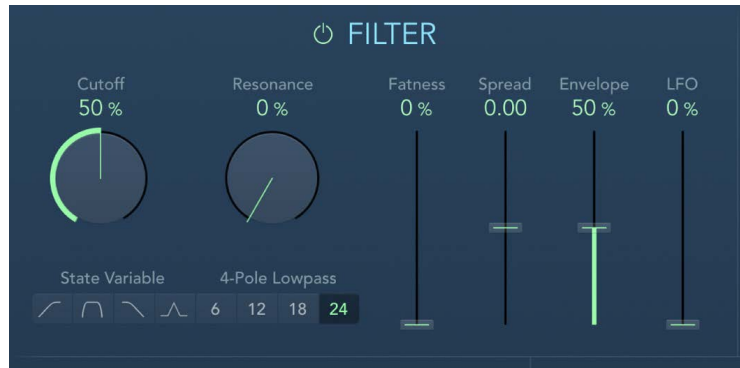 FILTER
Cutoff Resonance Fatness Spread Envelope LFO
50 % 0 % 0 % 0.00 50 % 0 %
State Variable 4-Pole Lowpass
6 12 18 24